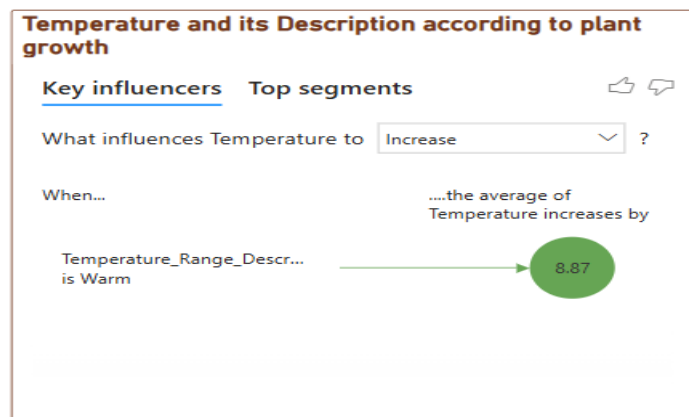 Temperature and its Description according to plant
growth
Key influencers Top segments
What influences Temperature to Increase ?
When...
....the average of
Temperature increases by
Temperature_Range_Descr...
is Warm
8.87